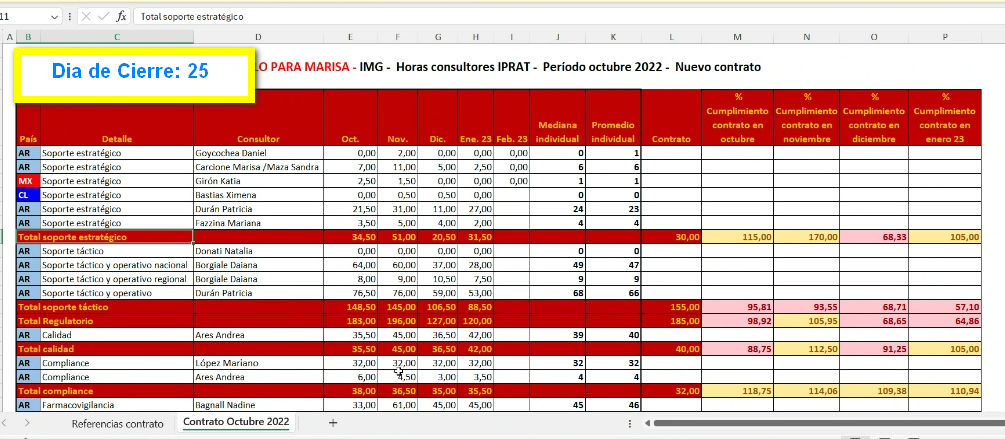 11 Total soporte estratégico
A B C D E F G H I J K L M N O P
Dia de Cierre: 25
LO PARA MARISA - IMG - Horas consultores IPRAT - Período octubre 2022 - Nuevo contrato
País Detalle Consultor Oct. Nov. Dic. Ene. 23 Feb. 23 Mediana individual Promedio individual Contrato % Cumplimiento contrato en octubre % Cumplimiento contrato en noviembre % Cumplimiento contrato en diciembre % Cumplimiento contrato en enero 23
AR Soporte estratégico Goycochea Daniel 0,00 2,00 0,00 0,00 0,00 0 1
AR Soporte estratégico Carcione Marisa /Maza Sandra 7,00 11,00 5,00 2,50 0,00 6 6
MX Soporte estratégico Girón Katia 2,50 1,50 0,00 0,00 0,00 1 1
CL Soporte estratégico Bastias Ximena 0,00 0,50 0,50 0,00 0 0
AR Soporte estratégico Durán Patricia 21,50 31,00 11,00 27,00 24 23
AR Soporte estratégico Fazzina Mariana 3,50 5,00 4,00 2,00 4 4
Total soporte estratégico 34,50 51,00 20,50 31,50 30,00 115,00 170,00 68,33 105,00
AR Soporte táctico Donati Natalia 0,00 0,00 0,00 0,00 0 0
AR Soporte táctico y operativo nacional Borgiale Daiana 64,00 60,00 37,00 28,00 49 47
AR Soporte táctico y operativo regional Borgiale Daiana 8,00 9,00 10,50 7,50 9 9
AR Soporte táctico y operativo Durán Patricia 76,50 76,00 59,00 53,00 68 66
Total soporte táctico 148,50 145,00 106,50 88,50 155,00 95,81 93,55 68,71 57,10
Total Regulatorio 183,00 196,00 127,00 120,00 185,00 98,92 105,95 68,65 64,86
AR Calidad Ares Andrea 35,50 45,00 36,50 42,00 39 40
Total calidad 35,50 45,00 36,50 42,00 40,00 88,75 112,50 91,25 105,00
AR Compliance López Mariano 32,00 32,00 32,00 32,00 32 32
AR Compliance Ares Andrea 6,00 4,50 3,00 3,50 4 4
Total compliance 38,00 36,50 35,00 35,50 32,00 118,75 114,06 109,38 110,94
AR Farmacovigilancia Bagnall Nadine 33,00 61,00 45,00 45,00 45 46
Referencias contrato Contrato Octubre 2022